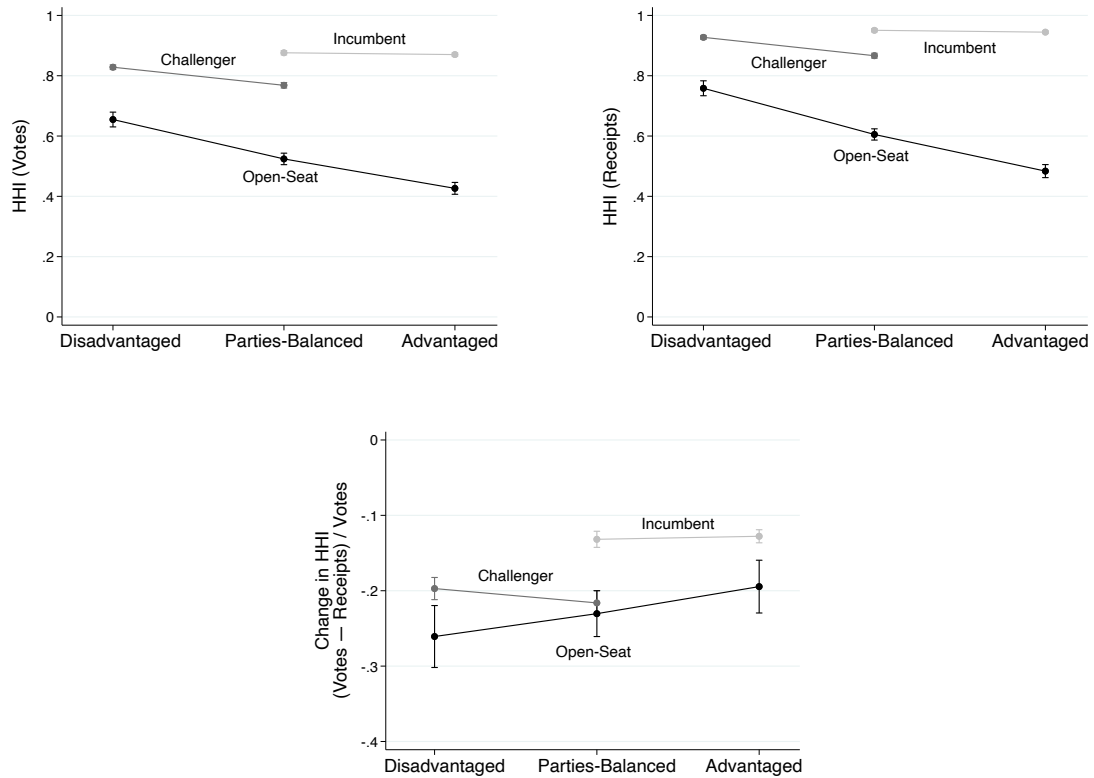 HHI (Votes)
1
.8
.6
.4
.2
0
Incumbent
Challenger
Open-Seat
Disadvantaged Parties-Balanced Advantaged
HHI (Receipts)
1
.8
.6
.4
.2
0
Incumbent
Challenger
Open-Seat
Disadvantaged Parties-Balanced Advantaged
Change in HHI
(Votes — Receipts) / Votes
0
-.1
-.2
-.3
-.4
Incumbent
Challenger
Open-Seat
Disadvantaged Parties-Balanced Advantaged